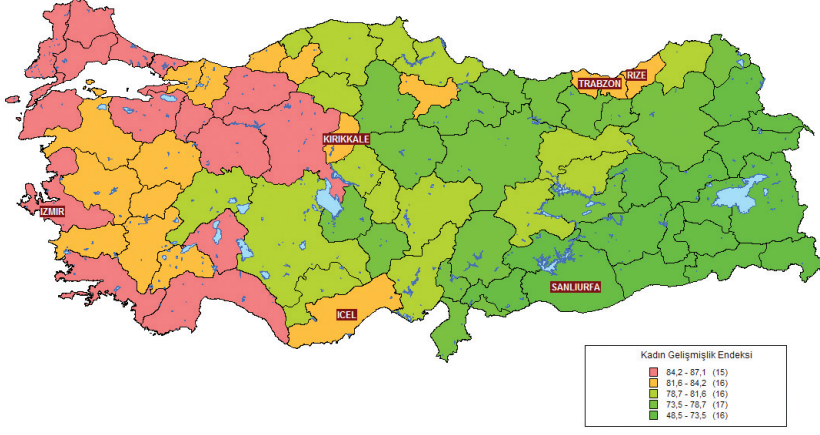 RIZE
TRABZON
KIRIKKALE
IZMIR
SANLIURFA
ICEL
Kadın Gelişmişlik Endeksi
84,2 - 87,1 (15)
81,6 - 84,2 (16)
78,7 - 81,6 (16)
73,5 - 78,7 (17)
48,5 - 73,5 (16)